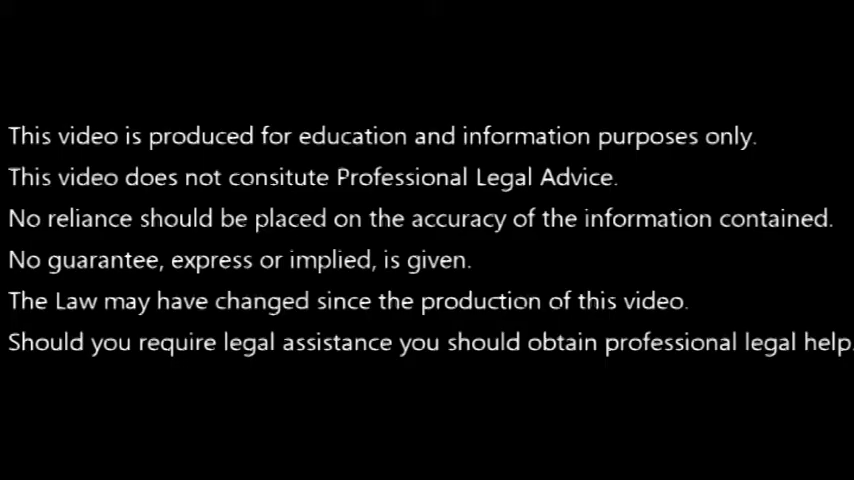 This video is produced for education and information purposes only.
This video does not consitute Professional Legal Advice.
No reliance should be placed on the accuracy of the information contained.
No guarantee, express or implied, is given.
The Law may have changed since the production of this video.
Should you require legal assistance you should obtain professional legal help.